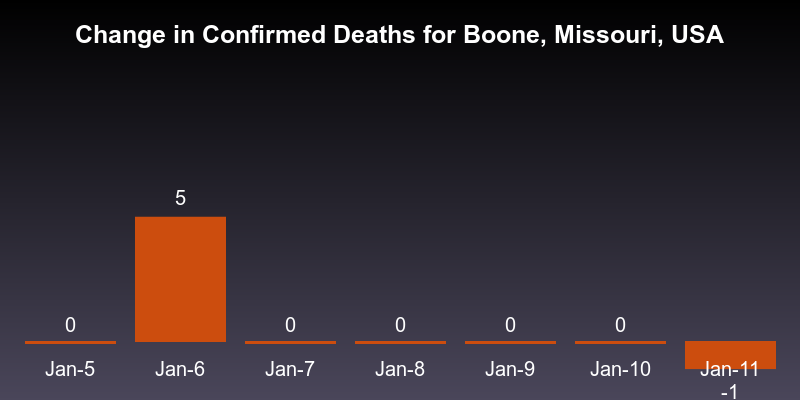 Change in Confirmed Deaths for Boone, Missouri, USA
5
0 0 0 0 0
Jan-5 Jan-6 Jan-7 Jan-8 Jan-9 Jan-10 Jan-11
-1